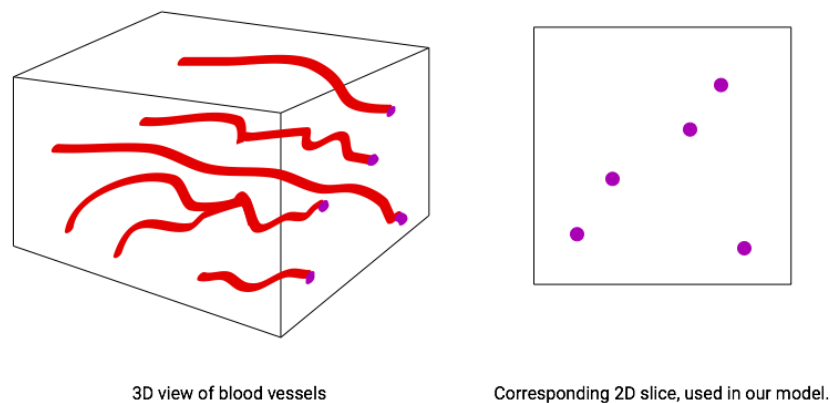 3D view of blood vessels
Corresponding 2D slice, used in our model.